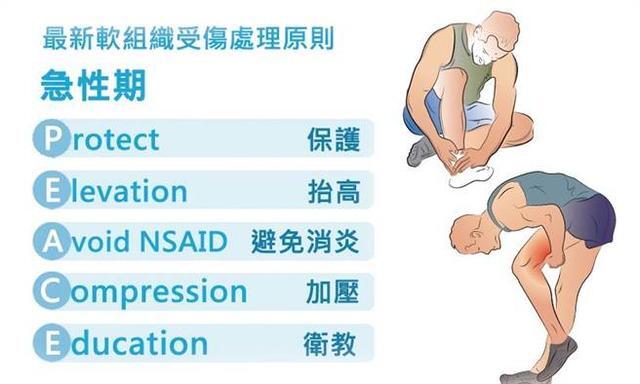 最新軟組織受傷處理原則
急性期
Protect 保護
Elevation 抬高
Avoid NSAID 避免消炎
Compression 加壓
Education 衛教